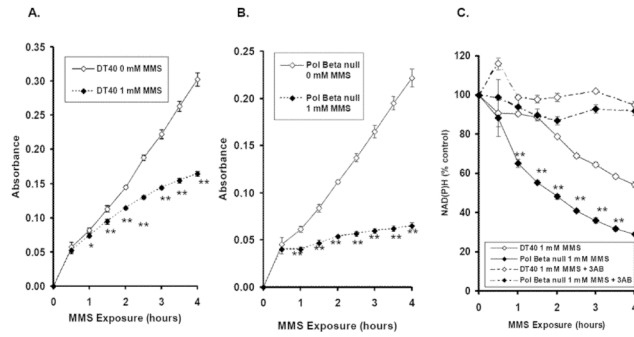 A.
DT40 0 mM MMS
DT40 1 mM MMS
0.35
0.30
0.25
0.20
0.15
0.10
0.05
0.00
Absorbance
*
**
**
**
**
**
**
0
1
2
3
4
MMS Exposure (hours)
B.
Pol Beta null
0 mM MMS
Pol Beta null
1 mM MMS
0.25
0.20
0.15
0.10
0.05
0.00
Absorbance
**
**
**
**
**
**
**
0
1
2
3
4
MMS Exposure (hours)
C.
120
100
80
60
40
20
0
NAD(P)H (% control)
**
**
**
**
**
**
DT40 1 mM MMS
Pol Beta null 1 mM MMS
DT40 1 mM MMS + 3AB
Pol Beta null 1 mM MMS + 3AB
0
1
2
3
4
MMS Exposure (hours)